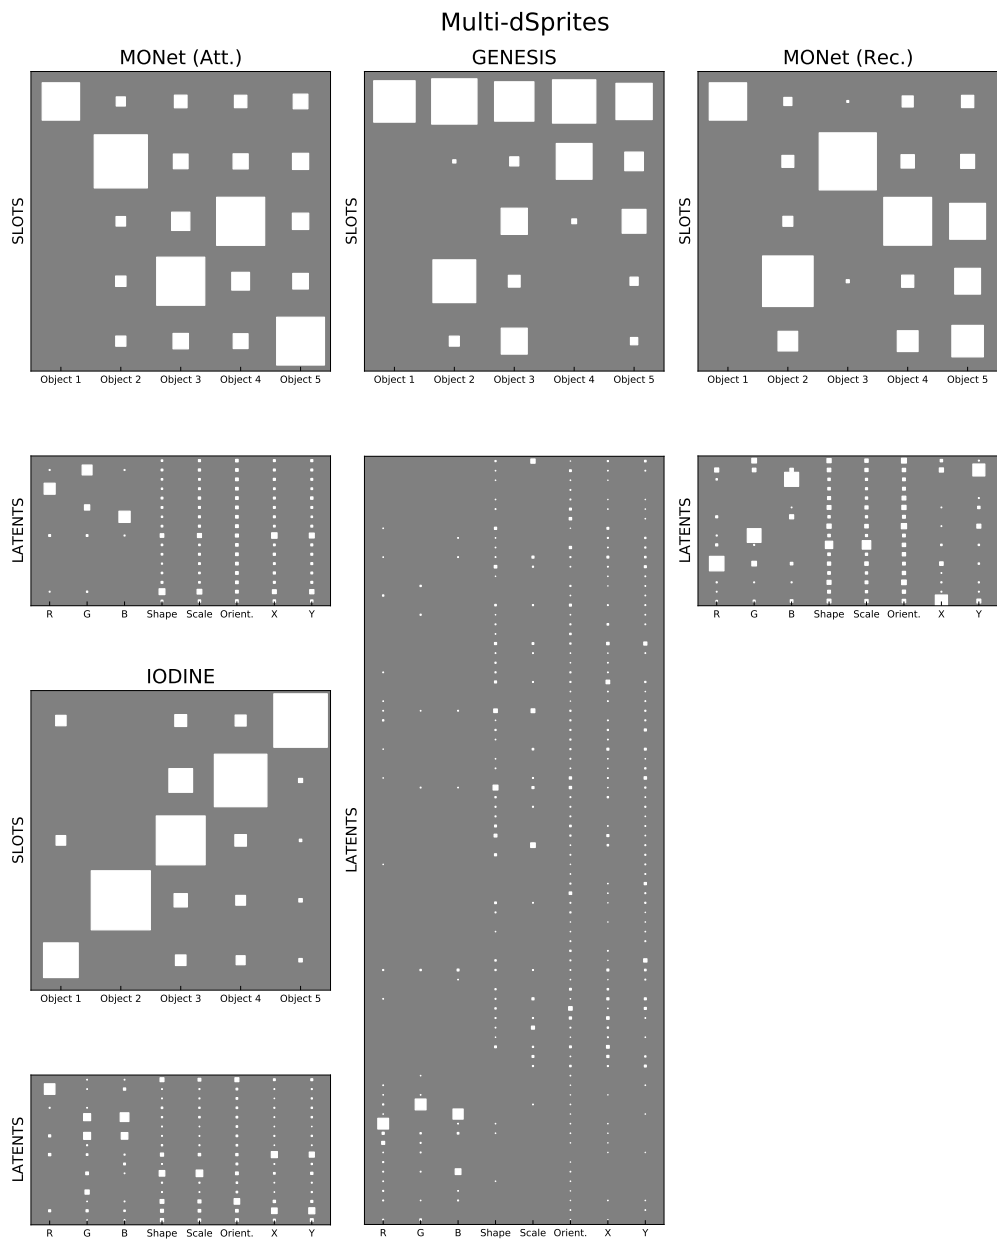 Multi-dSprites
MONet (Att.)
GENESIS
MONet (Rec.)
SLOTS
SLOTS
SLOTS
Object 1 Object 2 Object 3 Object 4 Object 5
Object 1 Object 2 Object 3 Object 4 Object 5
Object 1 Object 2 Object 3 Object 4 Object 5
LATENTS
R G B Shape Scale Orient. X Y
LATENTS
R G B Shape Scale Orient. X Y
IODINE
SLOTS
Object 1 Object 2 Object 3 Object 4 Object 5
LATENTS
LATENTS
R G B Shape Scale Orient. X Y
R G B Shape Scale Orient. X Y